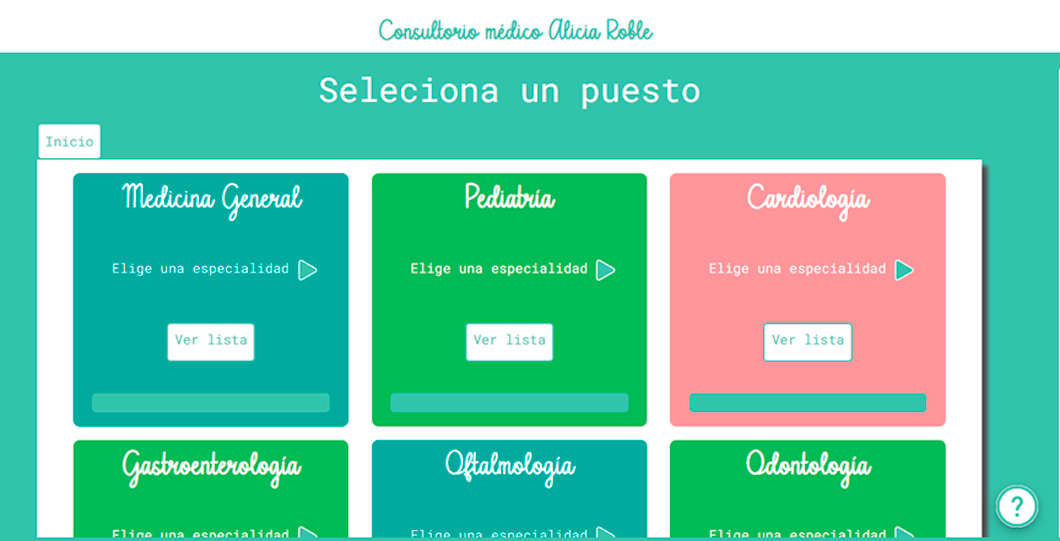 Consultorio médico Alicia Roble
Seleciona un puesto
Inicio
Medicina General
Elige una especialidad
Ver lista
Pediatría
Elige una especialidad
Ver lista
Cardiología
Elige una especialidad
Ver lista
Gastroenterología
Elige una especialidad
Oftalmología
Elige una especialidad
Odontología
Elige una especialidad
?